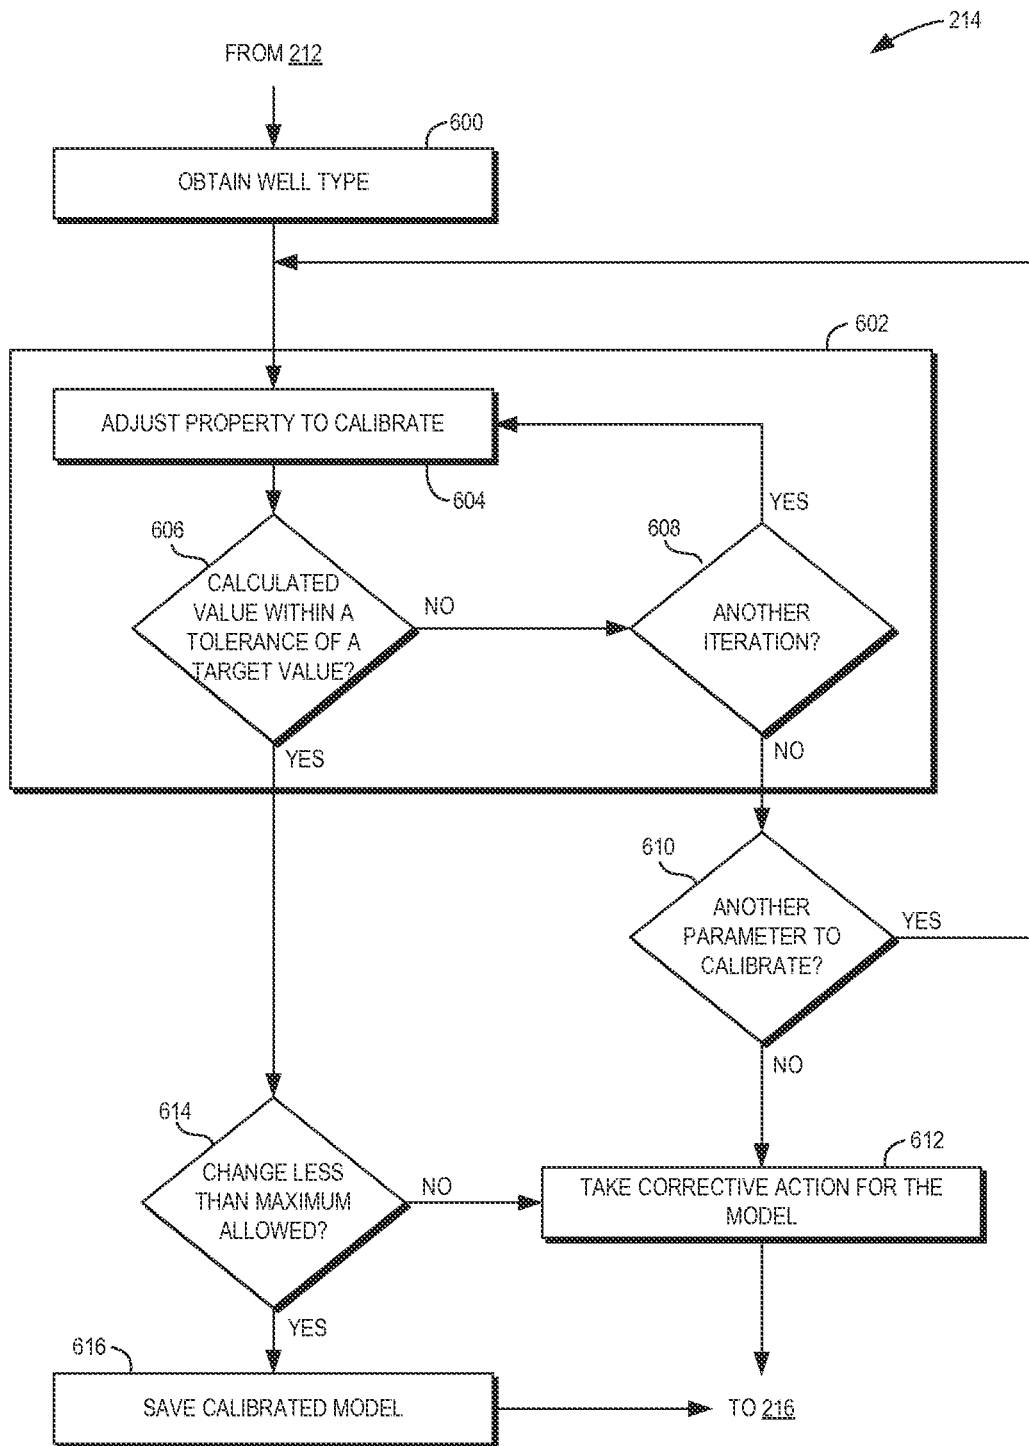 214
FROM 212
600
OBTAIN WELL TYPE
602
ADJUST PROPERTY TO CALIBRATE
604
YES
606
CALCULATED
VALUE WITHIN A
TOLERANCE OF A
TARGET VALUE?
NO
608
ANOTHER
ITERATION?
YES
NO
610
ANOTHER
PARAMETER TO
CALIBRATE?
YES
NO
614
CHANGE LESS
THAN MAXIMUM
ALLOWED?
NO
612
TAKE CORRECTIVE ACTION FOR THE
MODEL
YES
616
SAVE CALIBRATED MODEL
TO 216